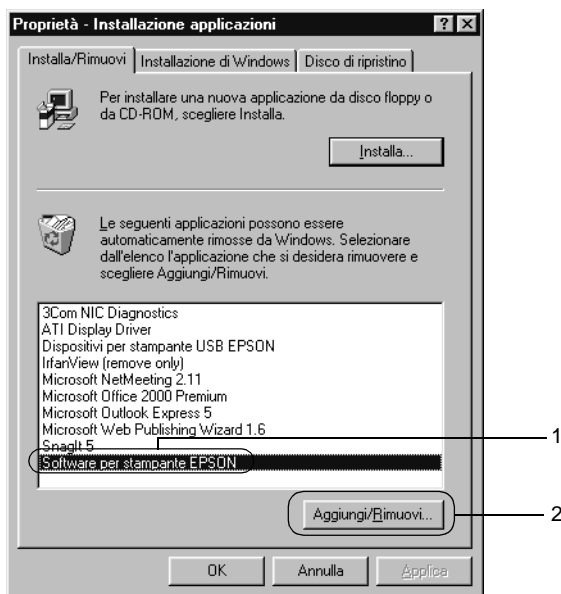 Proprietà - Installazione applicazioni
Installa/Rimuovi
Installazione di Windows
Disco di ripristino
Per installare una nuova applicazione da disco floppy o
da CD-ROM, scegliere Installa.
Installa...
Le seguenti applicazioni possono essere
automaticamente rimosse da Windows. Selezionare
dall'elenco l'applicazione che si desidera rimuovere e
scegliere Aggiungi/Rimuovi.
3Com NIC Diagnostics
ATI Display Driver
Dispositivi per stampante USB EPSON
IrfanView (remove only)
Microsoft NetMeeting 2.11
Microsoft Office 2000 Premium
Microsoft Outlook Express 5
Microsoft Web Publishing Wizard 1.6
SnagIt 5
1
Software per stampante EPSON
Aggiungi/Rimuovi...
2
OK
Annulla
Applica